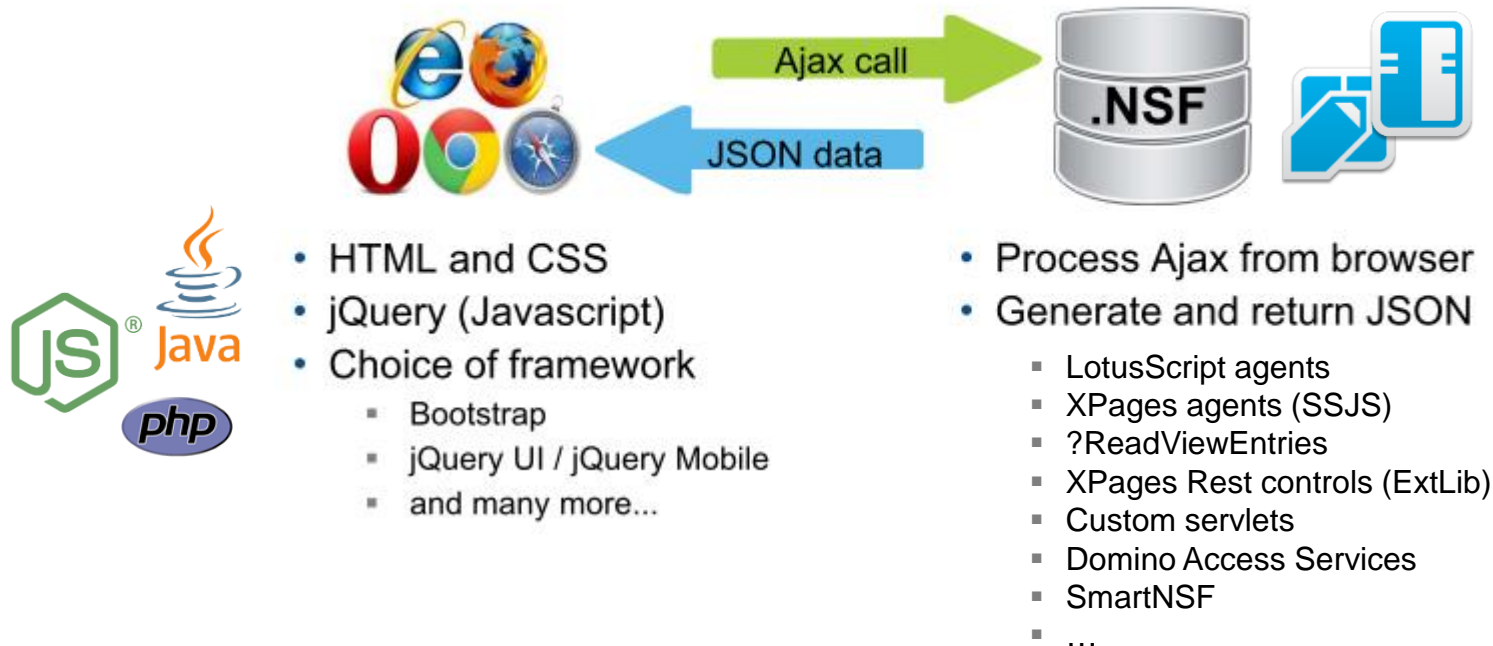 Ajax call
JSON data
.NSF
JS
®
Java
php
• HTML and CSS
• jQuery (Javascript)
• Choice of framework
▪ Bootstrap
▪ jQuery UI / jQuery Mobile
▪ and many more...
• Process Ajax from browser
• Generate and return JSON
▪ LotusScript agents
▪ XPages agents (SSJS)
▪ ?ReadViewEntries
▪ XPages Rest controls (ExtLib)
▪ Custom servlets
▪ Domino Access Services
▪ SmartNSF
▪ …